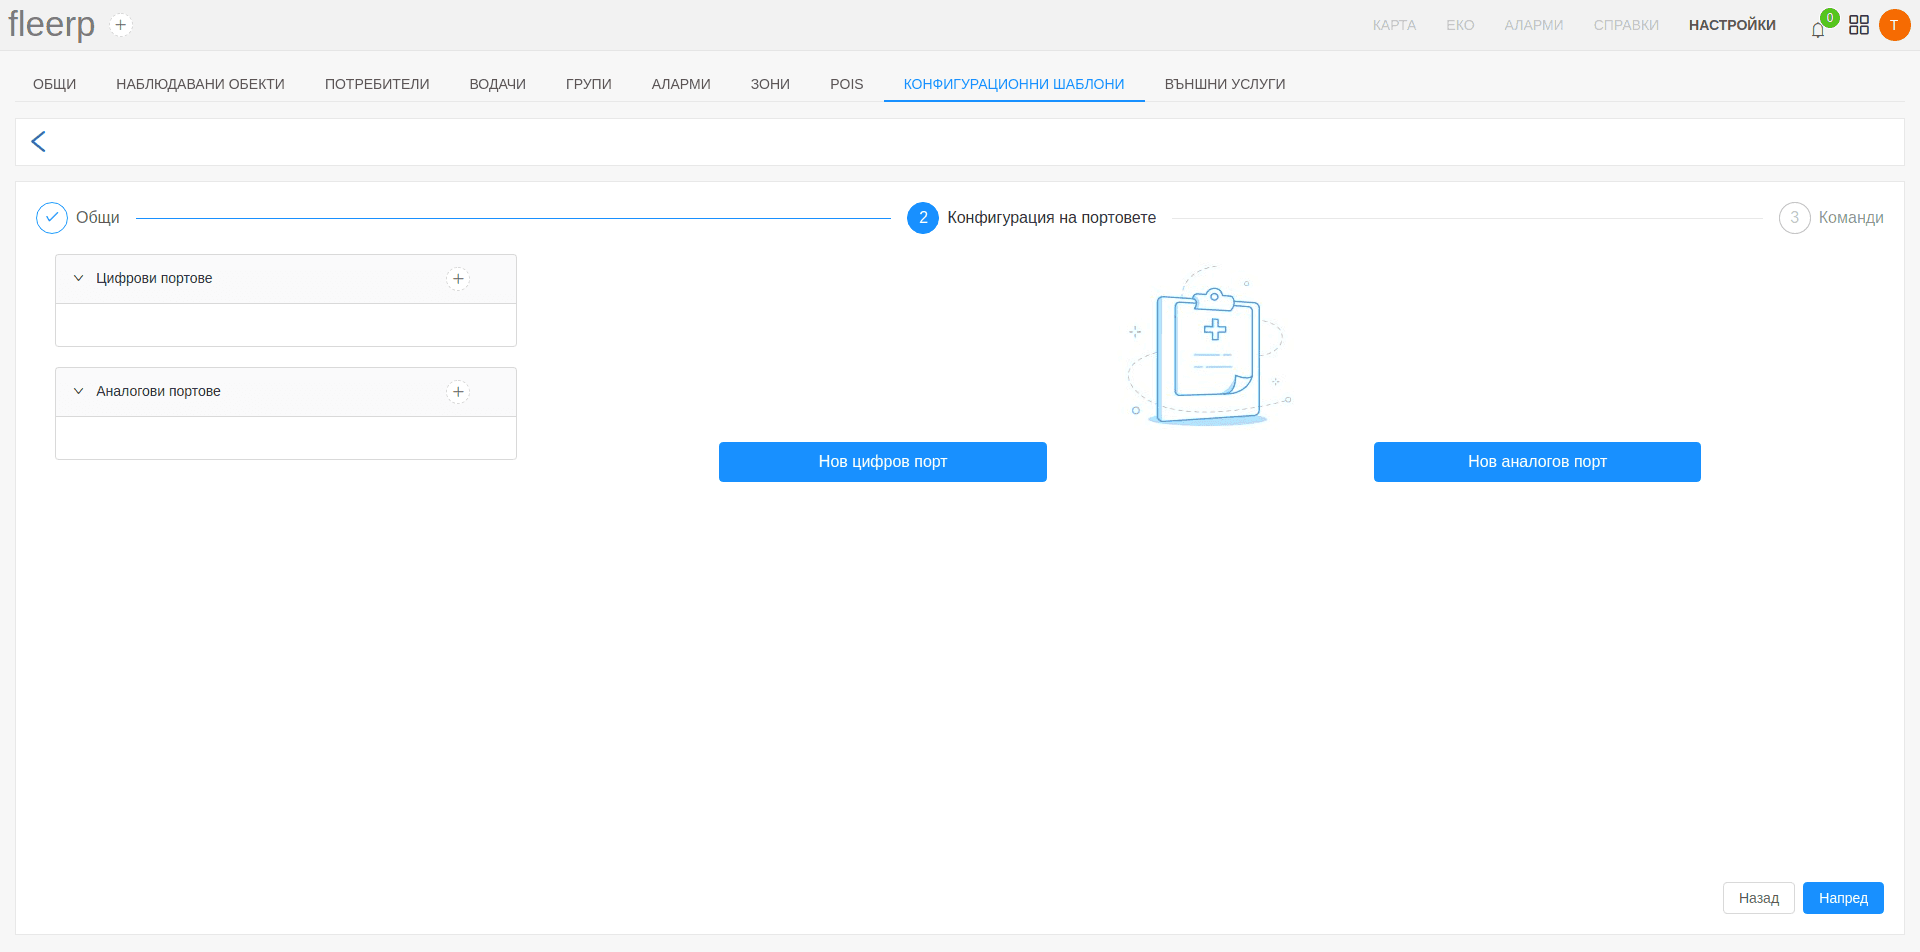 fleerp
КАРТА ЕКО АЛАРМИ СПРАВКИ НАСТРОЙКИ 0 T
ОБЩИ НАБЛЮДАВАНИ ОБЕКТИ ПОТРЕБИТЕЛИ ВОДАЧИ ГРУПИ АЛАРМИ ЗОНИ POIS КОНФИГУРАЦИОННИ ШАБЛОНИ ВЪНШНИ УСЛУГИ
Общи 2 Конфигурация на портовете 3 Команди
Цифрови портове
Аналогови портове
Нов цифров порт Нов аналогов порт
Назад Напред